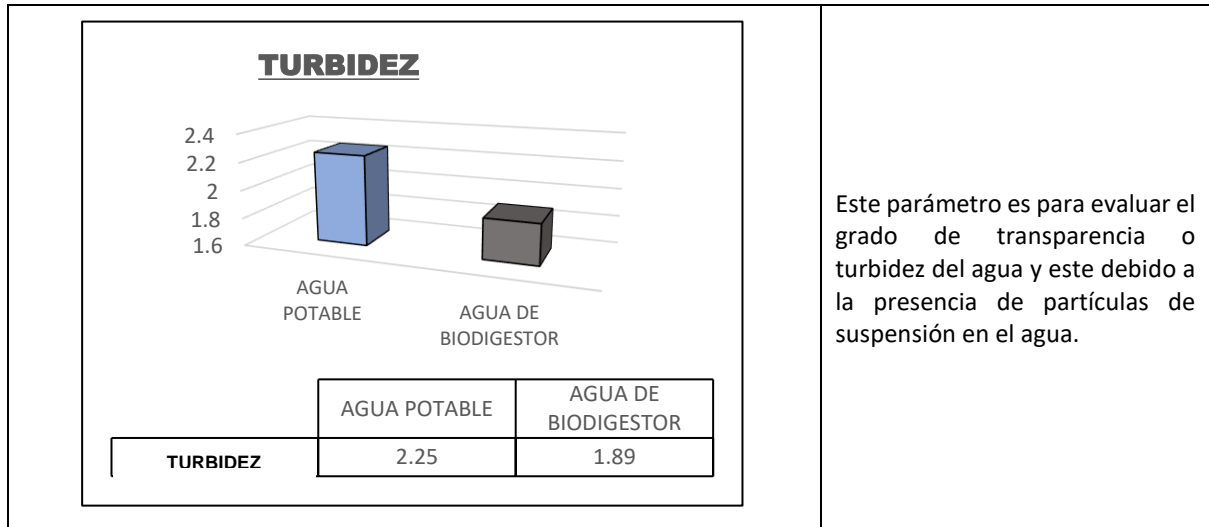 TURBIDEZ
2.4
2.2
2
1.8
1.6
AGUA
POTABLE
AGUA DE
BIODIGESTOR
AGUA POTABLE
AGUA DE
BIODIGESTOR
TURBIDEZ
2.25
1.89
Este parámetro es para evaluar el
grado de transparencia o
turbidez del agua y este debido a
la presencia de partículas de
suspensión en el agua.